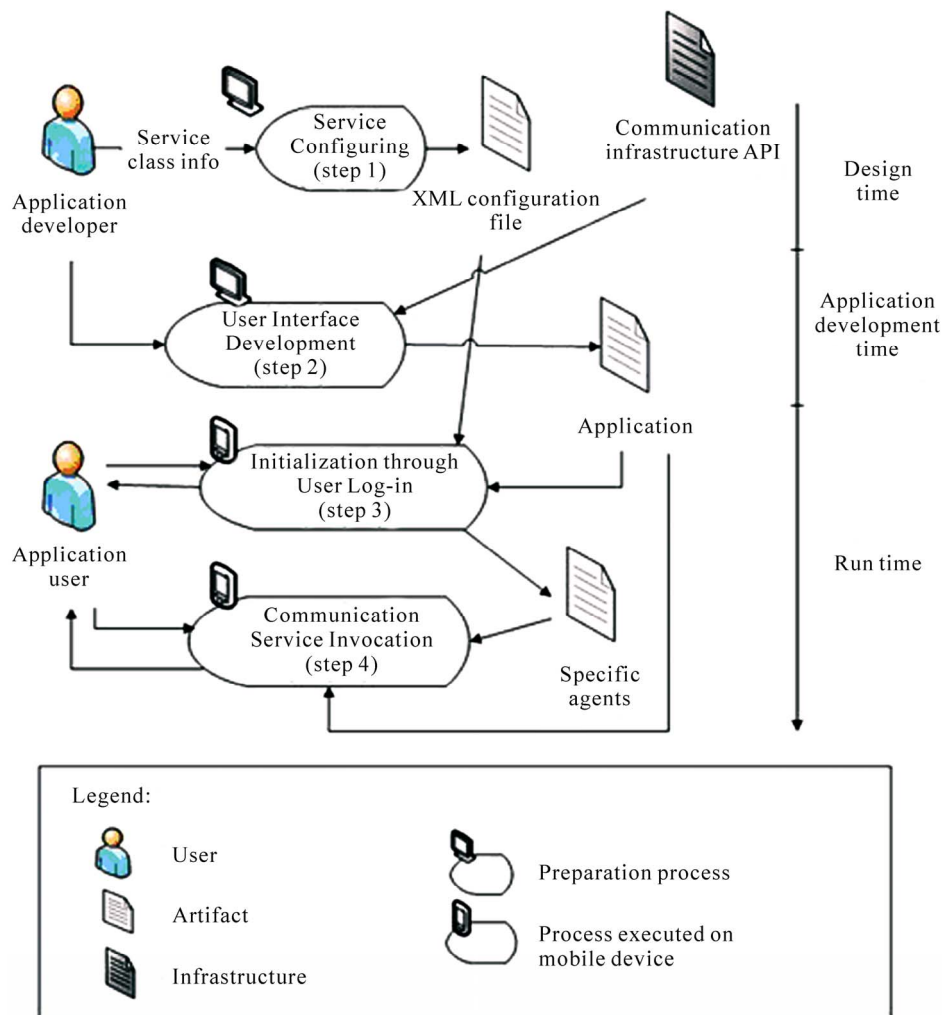 Service
class info
Service
Configuring
(step 1)
Communication
infrastructure API
Design
time
Application
developer
XML configuration
file
User Interface
Development
(step 2)
Application
development
time
Application
Initialization through
User Log-in
(step 3)
Application
user
Run time
Communication
Service Invocation
(step 4)
Specific
agents
Legend:
User
Artifact
Infrastructure
Preparation process
Process executed on
mobile device